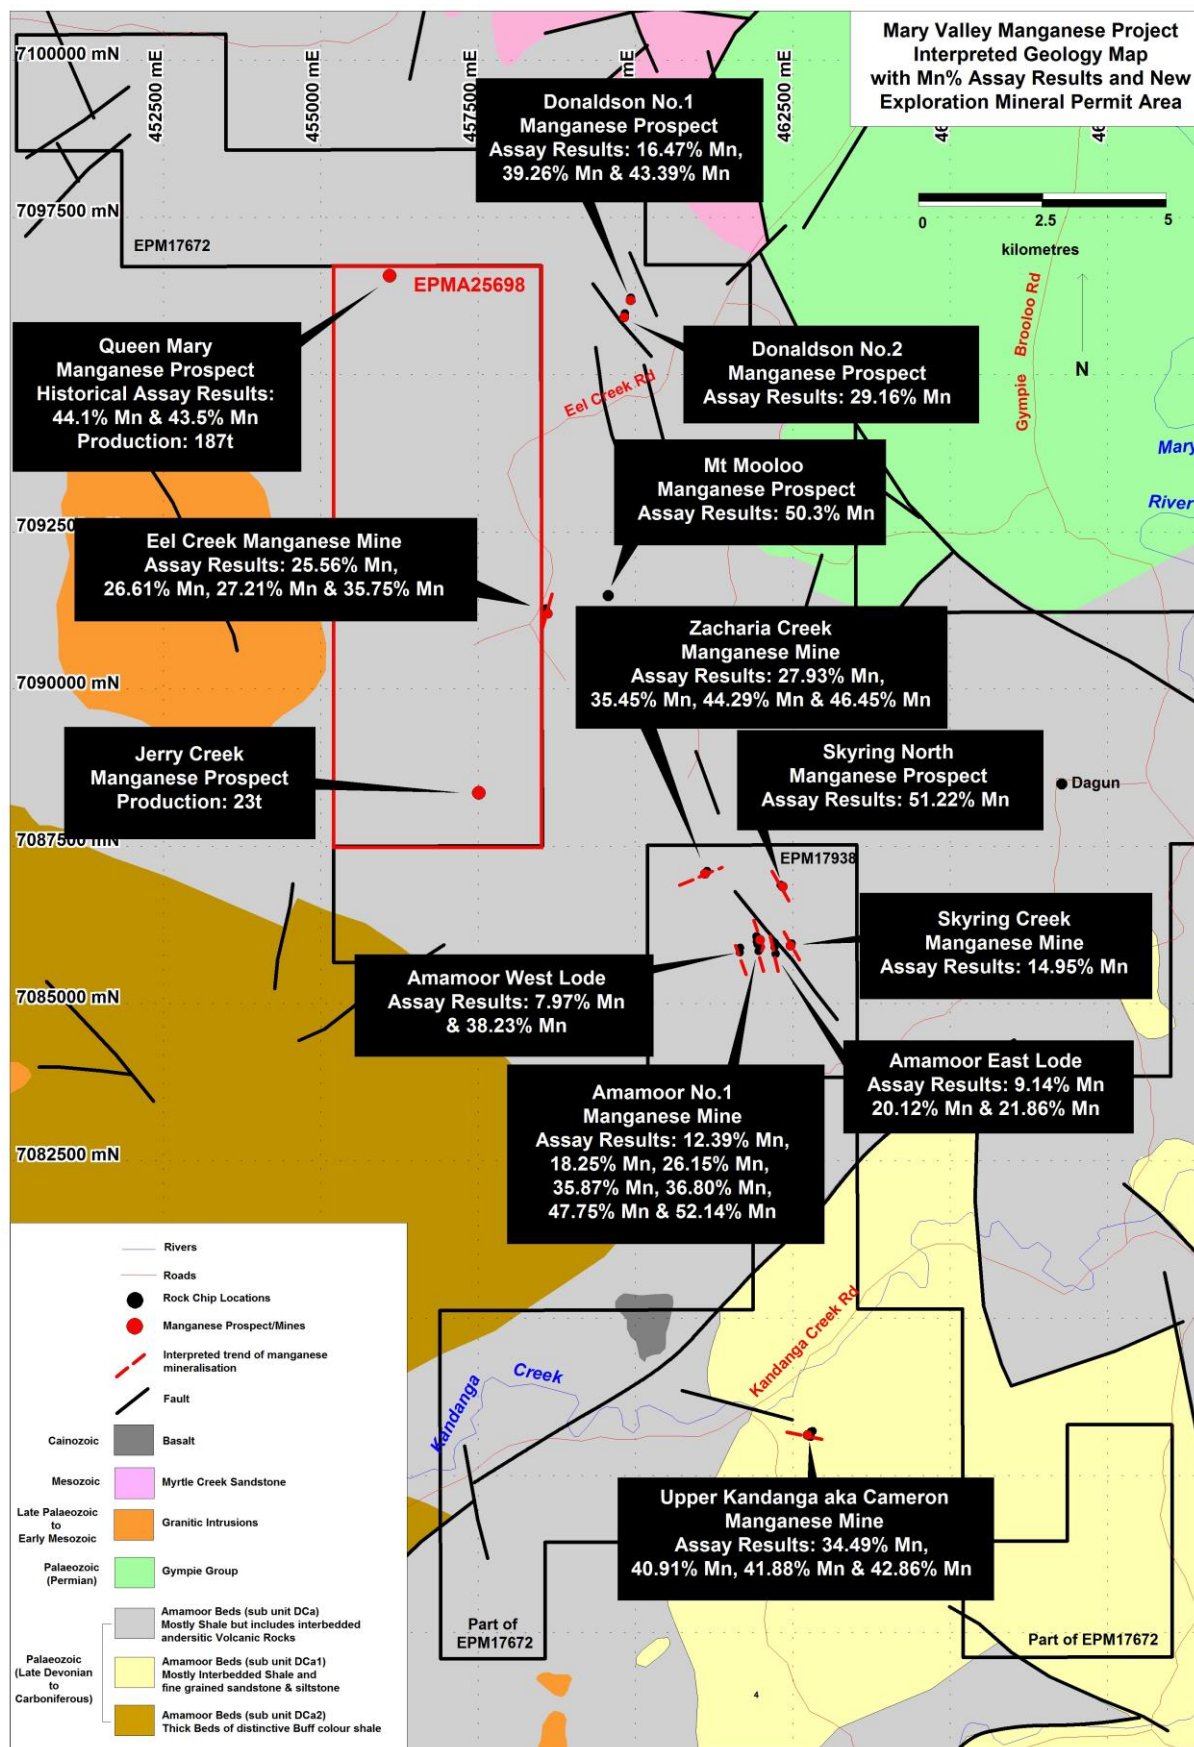 Mary Valley Manganese Project
Interpreted Geology Map
with Mn% Assay Results and New
Exploration Mineral Permit Area
7100000 mN
452500 mE
455000 mE
457500 mE
mE
462500 mE
Donaldson No.1
Manganese Prospect
Assay Results: 16.47% Mn,
39.26% Mn & 43.39% Mn
7097500 mN
0
2.5
5
kilometres
EPM17672
EPMA25698
Gympie Brooloo Rd
N
Queen Mary
Manganese Prospect
Historical Assay Results:
44.1% Mn & 43.5% Mn
Production: 187t
Donaldson No.2
Manganese Prospect
Assay Results: 29.16% Mn
Eel Creek Rd
Mary
River
Mt Mooloo
Manganese Prospect
Assay Results: 50.3% Mn
7092500 mN
Eel Creek Manganese Mine
Assay Results: 25.56% Mn,
26.61% Mn, 27.21% Mn & 35.75% Mn
Zacharia Creek
Manganese Mine
Assay Results: 27.93% Mn,
35.45% Mn, 44.29% Mn & 46.45% Mn
7090000 mN
Jerry Creek
Manganese Prospect
Production: 23t
Skyring North
Manganese Prospect
Assay Results: 51.22% Mn
Dagun
7087500 mN
EPM17938
Skyring Creek
Manganese Mine
Assay Results: 14.95% Mn
Amamoor West Lode
Assay Results: 7.97% Mn
& 38.23% Mn
7085000 mN
Amamoor East Lode
Assay Results: 9.14% Mn
20.12% Mn & 21.86% Mn
Amamoor No.1
Manganese Mine
Assay Results: 12.39% Mn,
18.25% Mn, 26.15% Mn,
35.87% Mn, 36.80% Mn,
47.75% Mn & 52.14% Mn
7082500 mN
Kandanga Creek Rd
Kandanga Creek
Upper Kandanga aka Cameron
Manganese Mine
Assay Results: 34.49% Mn,
40.91% Mn, 41.88% Mn & 42.86% Mn
Part of
EPM17672
Part of EPM17672
4
Rivers
Roads
Rock Chip Locations
Manganese Prospect/Mines
Interpreted trend of manganese
mineralisation
Fault
Cainozoic
Basalt
Mesozoic
Myrtle Creek Sandstone
Late Palaeozoic
to
Early Mesozoic
Granitic Intrusions
Palaeozoic
(Permian)
Gympie Group
Palaeozoic
(Late Devonian
to
Carboniferous)
Amamoor Beds (sub unit DCa)
Mostly Shale but includes interbedded
andersitic Volcanic Rocks
Amamoor Beds (sub unit DCa1)
Mostly Interbedded Shale and
fine grained sandstone & siltstone
Amamoor Beds (sub unit DCa2)
Thick Beds of distinctive Buff colour shale